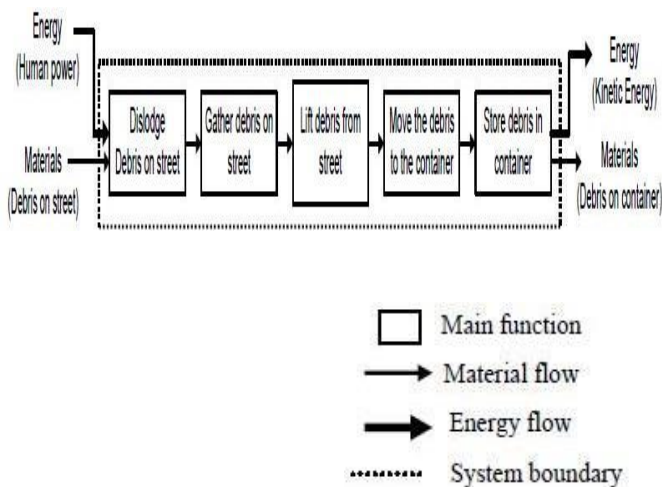 Energy
(Human power)
Materials
(Debris on street)
Dislodge
Debris on street
Gather debris on
street
Lift debris from
street
Move the debris
to the container
Store debris in
container
Energy
(Kinetic Energy)
Materials
(Debris on container)
Main function
Material flow
Energy flow
System boundary